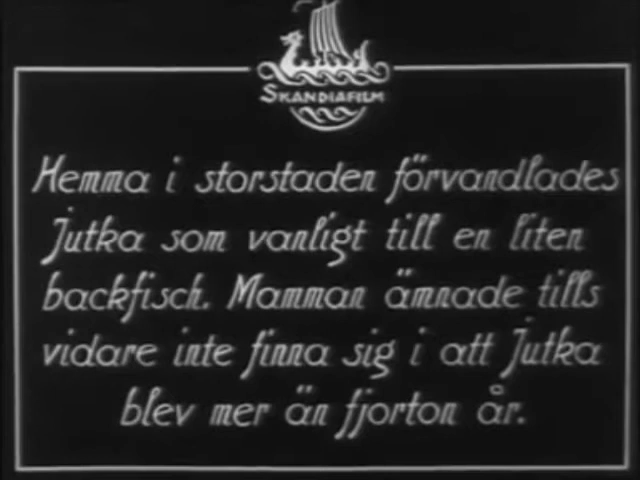 SKANDIAFILM
Hemma i storstaden förvandlades
Jutka som vanligt till en liten
backfisch. Mamman ämnade tills
vidare inte finna sig i att Jutka
blev mer än fjorton år.